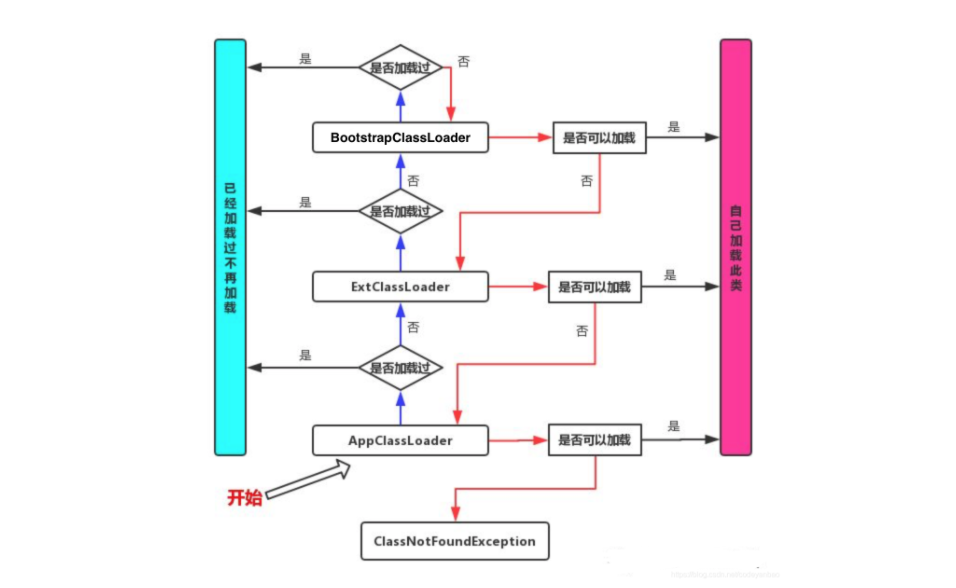 是
是否加载过
否
BootstrapClassLoader
是否可以加载
是
否
否
是
是否加载过
已经加载过不再加载
自己加载此类
ExtClassLoader
是否可以加载
是
否
否
是
是否加载过
AppClassLoader
是否可以加载
是
开始
ClassNotFoundException